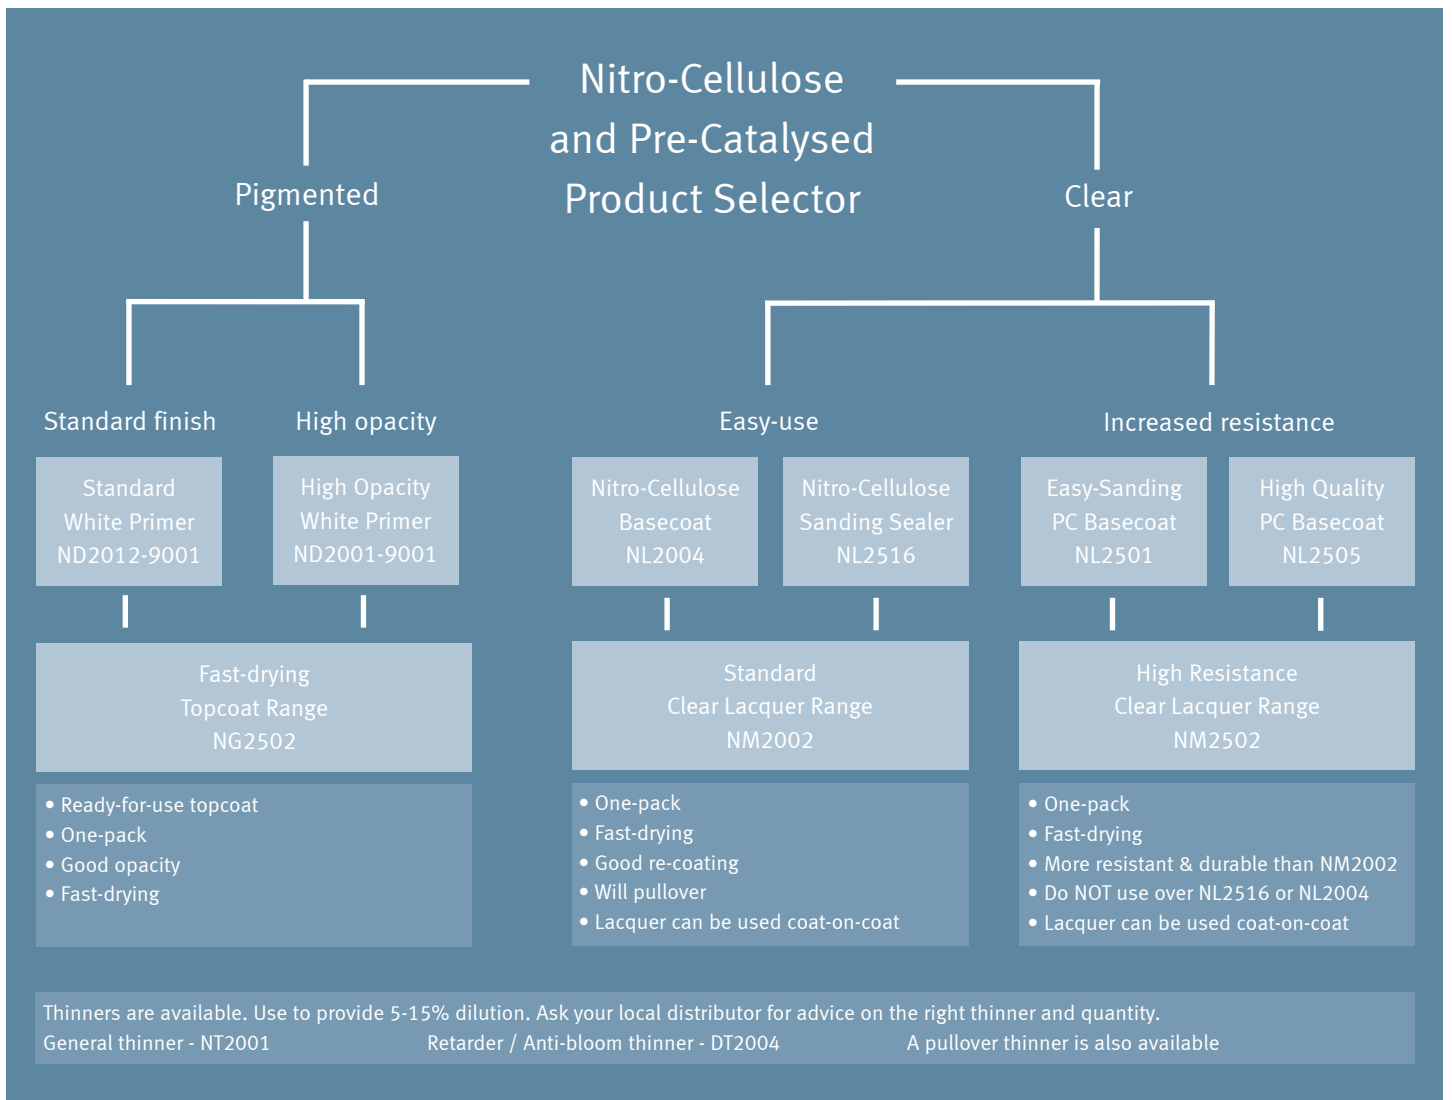 Nitro-Cellulose
and Pre-Catalysed
Product Selector
Pigmented
Clear
Standard finish
High opacity
Easy-use
Increased resistance
Standard
White Primer
ND2012-9001
High Opacity
White Primer
ND2001-9001
Nitro-Cellulose
Basecoat
NL2004
Nitro-Cellulose
Sanding Sealer
NL2516
Easy-Sanding
PC Basecoat
NL2501
High Quality
PC Basecoat
NL2505
Fast-drying
Topcoat Range
NG2502
Standard
Clear Lacquer Range
NM2002
High Resistance
Clear Lacquer Range
NM2502
• Ready-for-use topcoat
• One-pack
• Good opacity
• Fast-drying
• One-pack
• Fast-drying
• Good re-coating
• Will pullover
• Lacquer can be used coat-on-coat
• One-pack
• Fast-drying
• More resistant & durable than NM2002
• Do NOT use over NL2516 or NL2004
• Lacquer can be used coat-on-coat
Thinners are available. Use to provide 5-15% dilution. Ask your local distributor for advice on the right thinner and quantity.
General thinner - NT2001 Retarder / Anti-bloom thinner - DT2004 A pullover thinner is also available